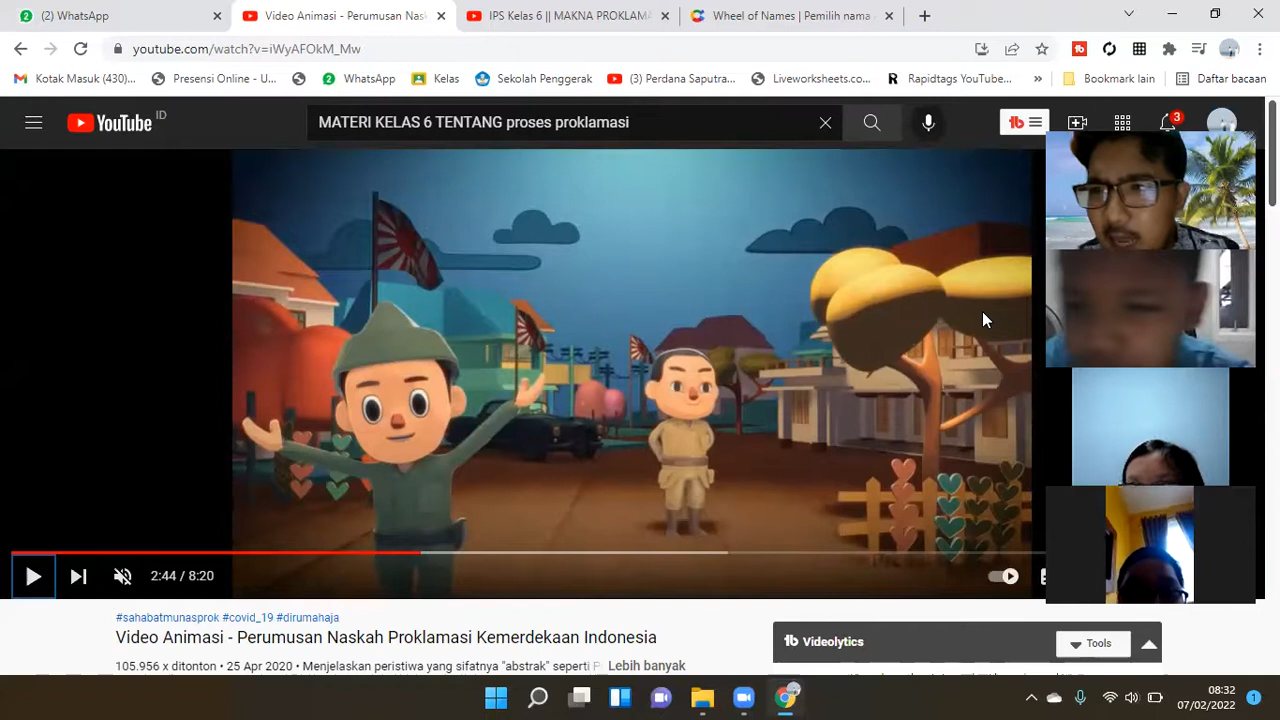 (2) WhatsApp
Video Animasi - Perumusan Nas
IPS Kelas 6 || MAKNA PROKLAMA
Wheel of Names | Pemilih nama
youtube.com/watch?v=iWyAFOkM_Mw
Kotak Masuk (430)...
Presensi Online - U...
2 WhatsApp
Kelas
Sekolah Penggerak
(3) Perdana Saputra...
Liveworksheets.co...
R Rapidtags YouTube...
»
Bookmark lain
Daftar bacaan
YouTube ID
MATERI KELAS 6 TENTANG proses proklamasi
tb
3
2:44 / 8:20
#sahabatmunasprok #covid_19 #dirumahaja
Video Animasi - Perumusan Naskah Proklamasi Kemerdekaan Indonesia
105.956 x ditonton • 25 Apr 2020 • Menjelaskan peristiwa yang sifatnya "abstrak" seperti P
Lebih banyak
tb Videolytics
Tools
08:32
07/02/2022
1